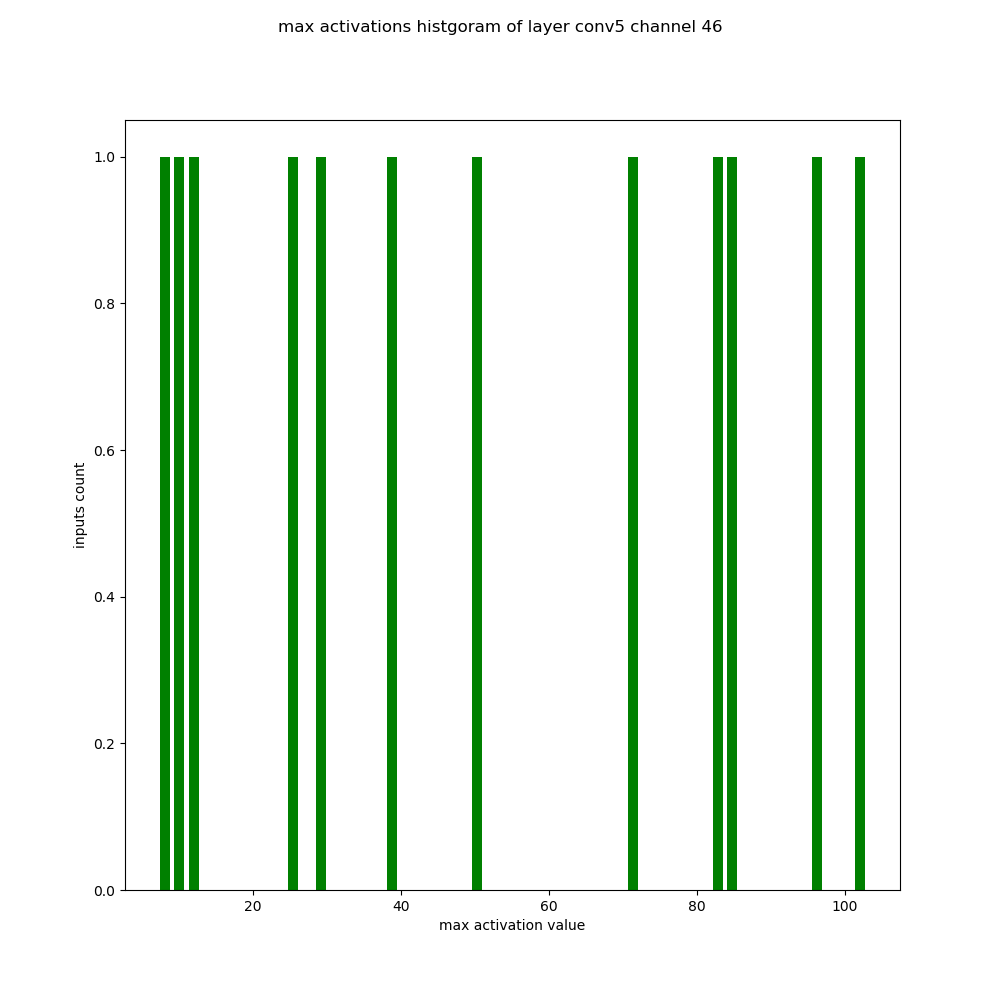 max activations histgoram of layer conv5 channel 46
1.0
0.8
0.6
0.4
0.2
0.0
inputs count
20 40 60 80 100
max activation value